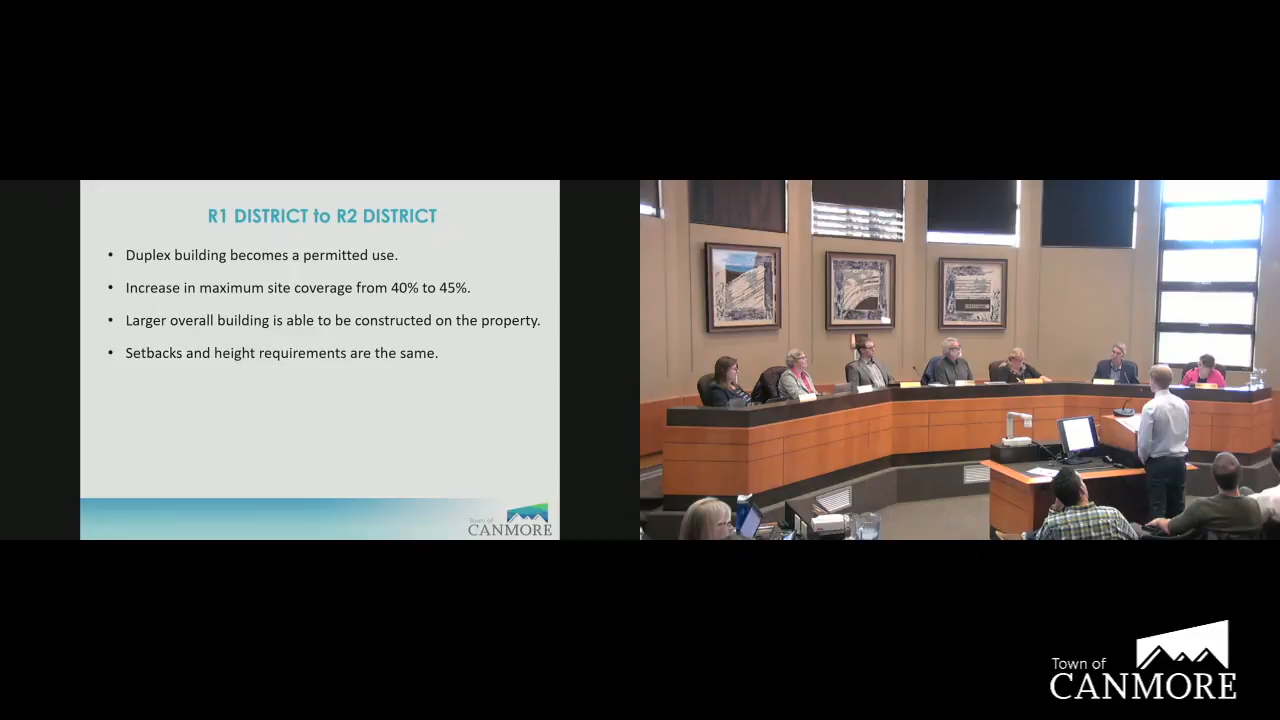 R1 DISTRICT to R2 DISTRICT
• Duplex building becomes a permitted use.
• Increase in maximum site coverage from 40% to 45%.
• Larger overall building is able to be constructed on the property.
• Setbacks and height requirements are the same.
Town of
CANMORE
Town of
CANMORE